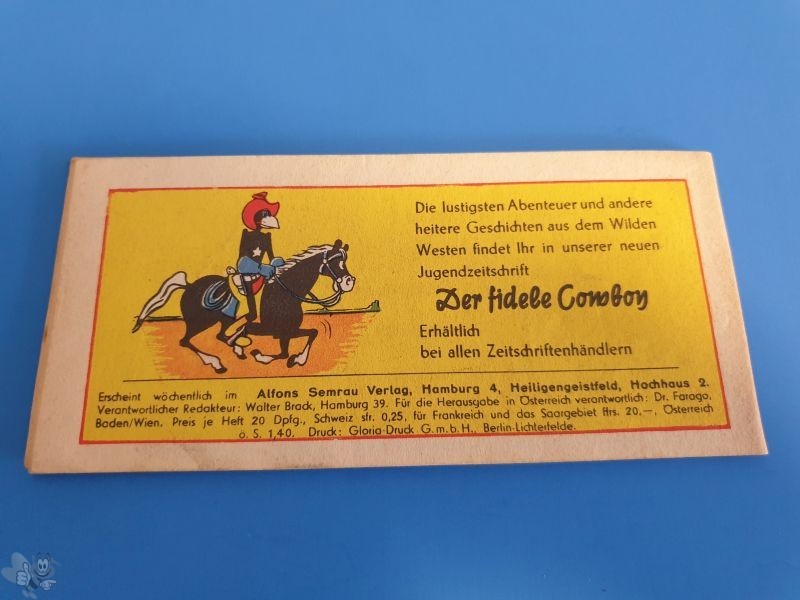 Die lustigsten Abenteuer und andere
heitere Geschichten aus dem Wilden
Westen findet Ihr in unserer neuen
Jugendzeitschrift
Der fidele Cowboy
Erhältlich
bei allen Zeitschriftenhändlern
Erscheint wöchentlich im Alfons Semrau Verlag, Hamburg 4, Heiligengeistfeld, Hochhaus 2.
Verantwortlicher Redakteur: Walter Brack, Hamburg 39. Für die Herausgabe in Österreich verantwortlich: Dr. Farago,
Baden/Wien. Preis je Heft 20 Dpfg., Schweiz sfr. 0,25, für Frankreich und das Saargebiet ffrs. 20,—, Österreich
ö. S. 1,40. Druck: Gloria-Druck G.m.b.H., Berlin-Lichterfelde.